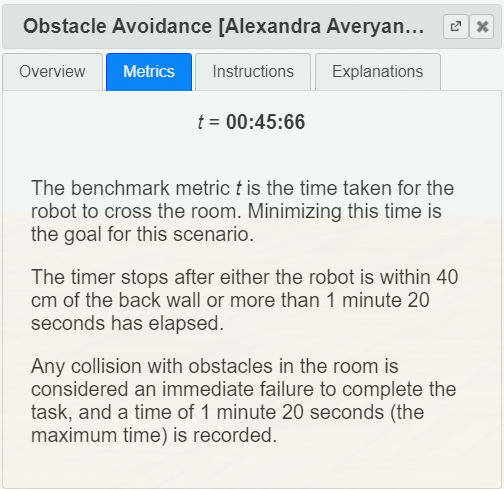 Obstacle Avoidance [Alexandra Averyan...
Overview
Metrics
Instructions
Explanations
t = 00:45:66
The benchmark metric t is the time taken for the
robot to cross the room. Minimizing this time is
the goal for this scenario.
The timer stops after either the robot is within 40
cm of the back wall or more than 1 minute 20
seconds has elapsed.
Any collision with obstacles in the room is
considered an immediate failure to complete the
task, and a time of 1 minute 20 seconds (the
maximum time) is recorded.